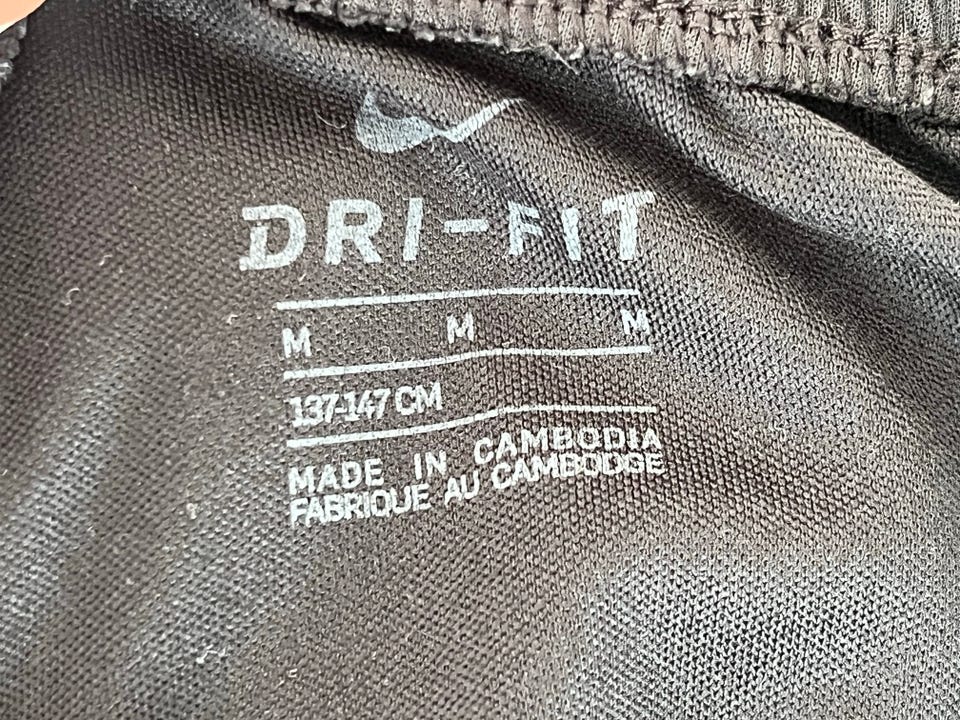 DRI-FIT
M M M
137-147 CM
MADE IN CAMBODIA
FABRIQUE AU CAMBODGE